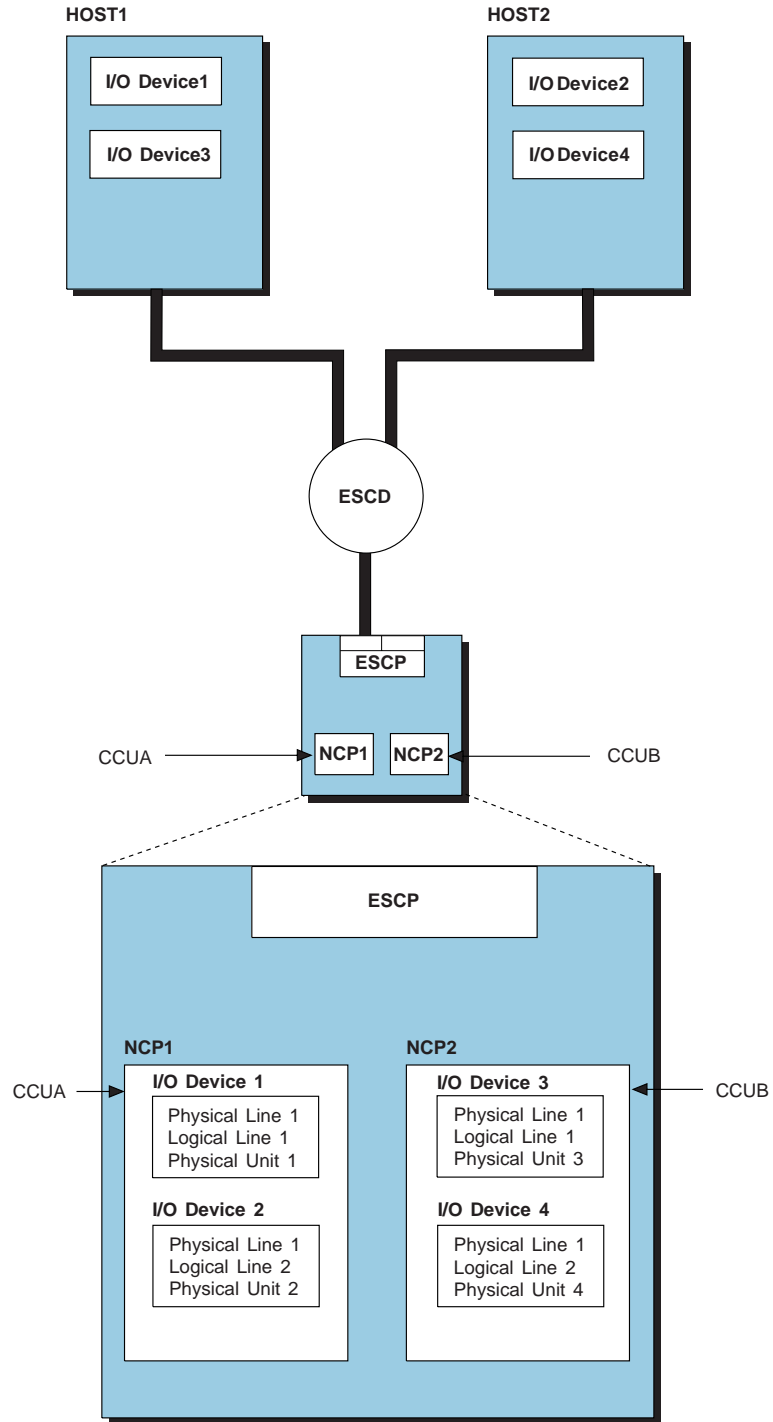 HOST1
HOST2
I/O Device1
I/O Device2
I/O Device3
I/O Device4
ESCD
ESCP
NCP1
NCP2
CCUA
CCUB
ESCP
NCP1
NCP2
CCUA
CCUB
I/O Device 1
Physical Line 1
Logical Line 1
Physical Unit 1
I/O Device 2
Physical Line 1
Logical Line 2
Physical Unit 2
I/O Device 3
Physical Line 1
Logical Line 1
Physical Unit 3
I/O Device 4
Physical Line 1
Logical Line 2
Physical Unit 4